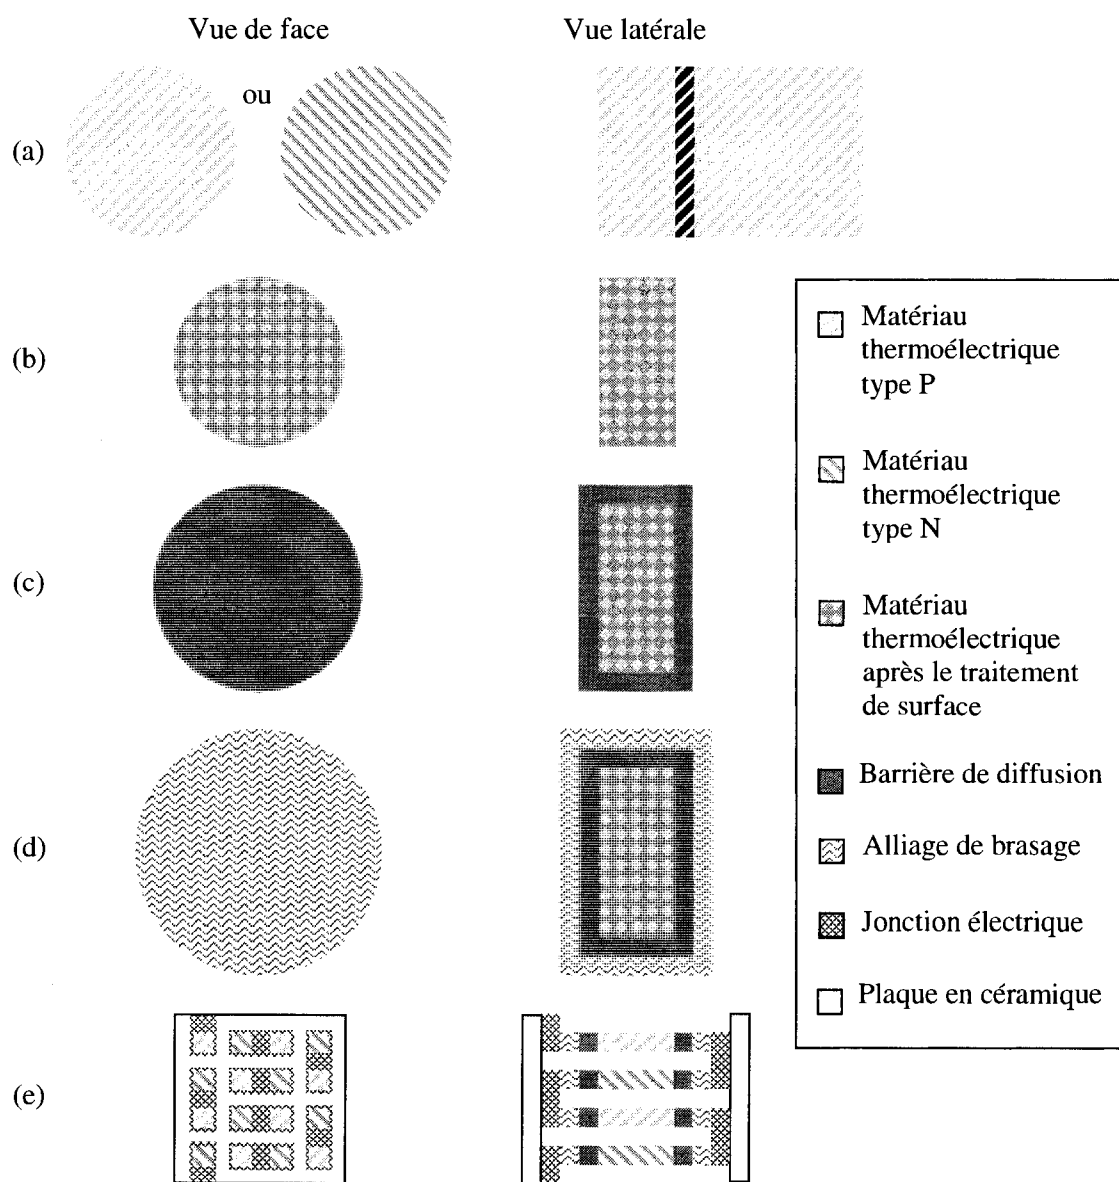 Vue de face
Vue latérale
ou
(a)
(b)
(c)
(d)
(e)
Matériau
thermoélectrique
type P
Matériau
thermoélectrique
type N
Matériau
thermoélectrique
après le traitement
de surface
Barrière de diffusion
Alliage de brasage
Jonction électrique
Plaque en céramique